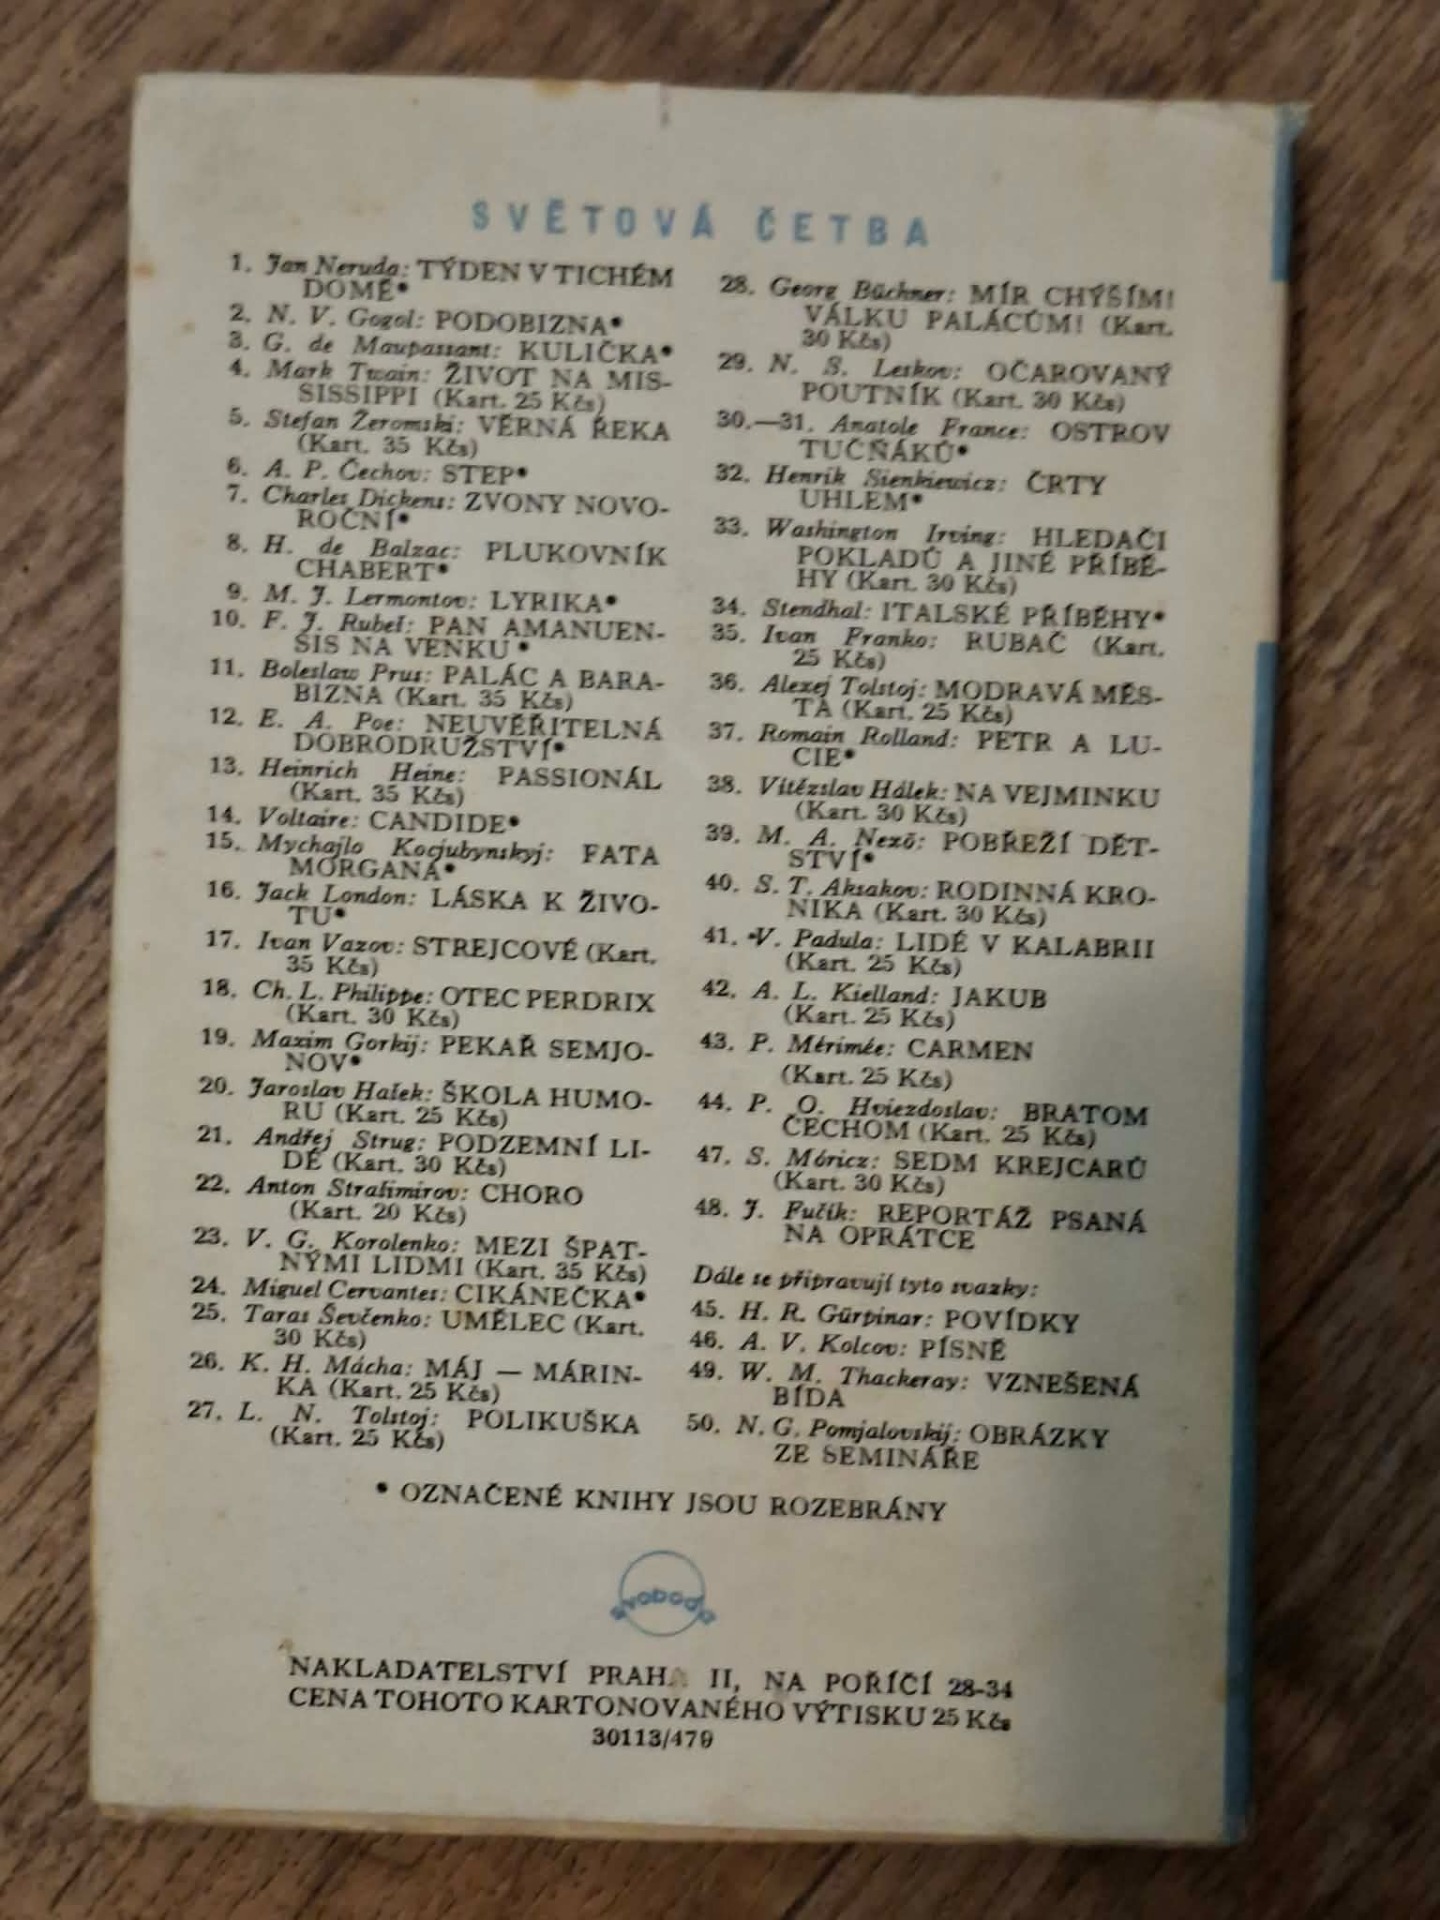 SVĚTOVÁ ČETBA
1. Jan Neruda: TÝDEN V TICHÉM
DOMĚ•
2. N. V. Gogol: PODOBIZNA•
3. G. de Maupassant: KULIČKA•
4. Mark Twain: ŽIVOT NA MIS-
SISSIPPI (Kart. 25 Kčs)
5. Stefan Żeromski: VĚRNÁ ŘEKA
(Kart. 35 Kčs)
6. A. P. Čechov: STEP•
7. Charles Dickens: ZVONY NOVO-
ROČNÍ•
8. H. de Balzac: PLUKOVNÍK
CHABERT•
9. M. J. Lermontov: LYRIKA•
10. F. J. Rubeš: PAN AMANUEN-
SIS NA VENKU •
11. Boleslaw Prus: PALÁC A BARA-
BIZNA (Kart. 35 Kčs)
12. E. A. Poe: NEUVĚŘITELNÁ
DOBRODRUŽSTVÍ•
13. Heinrich Heine: PASSIONÁL
(Kart. 35 Kčs)
14. Voltaire: CANDIDE•
15. Mychajlo Kocjubynskyj: FATA
MORGANA•
16. Jack London: LÁSKA K ŽIVO-
TU•
17. Ivan Vazov: STREJCOVÉ (Kart.
35 Kčs)
18. Ch. L. Philippe: OTEC PERDRIX
(Kart. 30 Kčs)
19. Maxim Gorkij: PEKAŘ SEMJO-
NOV•
20. Jaroslav Hašek: ŠKOLA HUMO-
RU (Kart. 25 Kčs)
21. Andřej Strug: PODZEMNÍ LI-
DÉ (Kart. 30 Kčs)
22. Anton Strašimirov: CHORO
(Kart. 20 Kčs)
23. V. G. Korolenko: MEZI ŠPAT-
NÝMI LIDMI (Kart. 35 Kčs)
24. Miguel Cervantes: CIKÁNEČKA•
25. Taras Ševčenko: UMĚLEC (Kart.
30 Kčs)
26. K. H. Mácha: MÁJ — MÁRIN-
KA (Kart. 25 Kčs)
27. L. N. Tolstoj: POLIKUŠKA
(Kart. 25 Kčs)
28. Georg Büchner: MÍR CHÝŠÍM!
VÁLKU PALÁCŮM! (Kart.
30 Kčs)
29. N. S. Leskov: OČAROVANÝ
POUTNÍK (Kart. 30 Kčs)
30.—31. Anatole France: OSTROV
TUČŇÁKŮ•
32. Henrik Sienkiewicz: ČRTY
UHLEM•
33. Washington Irving: HLEDAČI
POKLADŮ A JINÉ PŘÍBĚ-
HY (Kart. 30 Kčs)
34. Stendhal: ITALSKÉ PŘÍBĚHY•
35. Ivan Franko: RUBAČ (Kart.
25 Kčs)
36. Alexej Tolstoj: MODRAVÁ MĚS-
TA (Kart. 25 Kčs)
37. Romain Rolland: PETR A LU-
CIE•
38. Vítězslav Hálek: NA VEJMINKU
(Kart. 30 Kčs)
39. M. A. Nexö: POBŘEŽÍ DĚT-
STVÍ•
40. S. T. Aksakov: RODINNÁ KRO-
NIKA (Kart. 30 Kčs)
41. V. Padula: LIDÉ V KALABRII
(Kart. 25 Kčs)
42. A. L. Kielland: JAKUB
(Kart. 25 Kčs)
43. P. Mérimée: CARMEN
(Kart. 25 Kčs)
44. P. O. Hviezdoslav: BRATOM
ČECHOM (Kart. 25 Kčs)
47. S. Móricz: SEDM KREJCARŮ
(Kart. 30 Kčs)
48. J. Fučík: REPORTÁŽ PSANÁ
NA OPRÁTCE
Dále se připravují tyto svazky:
45. H. R. Gürpinar: POVÍDKY
46. A. V. Kolcov: PÍSNĚ
49. W. M. Thackeray: VZNEŠENÁ
BÍDA
50. N. G. Pomjalovskij: OBRÁZKY
ZE SEMINÁŘE
• OZNAČENÉ KNIHY JSOU ROZEBRÁNY
svoboda
NAKLADATELSTVÍ PRAHA II, NA POŘÍČÍ 28-34
CENA TOHOTO KARTONOVANÉHO VÝTISKU 25 Kčs
30113/479